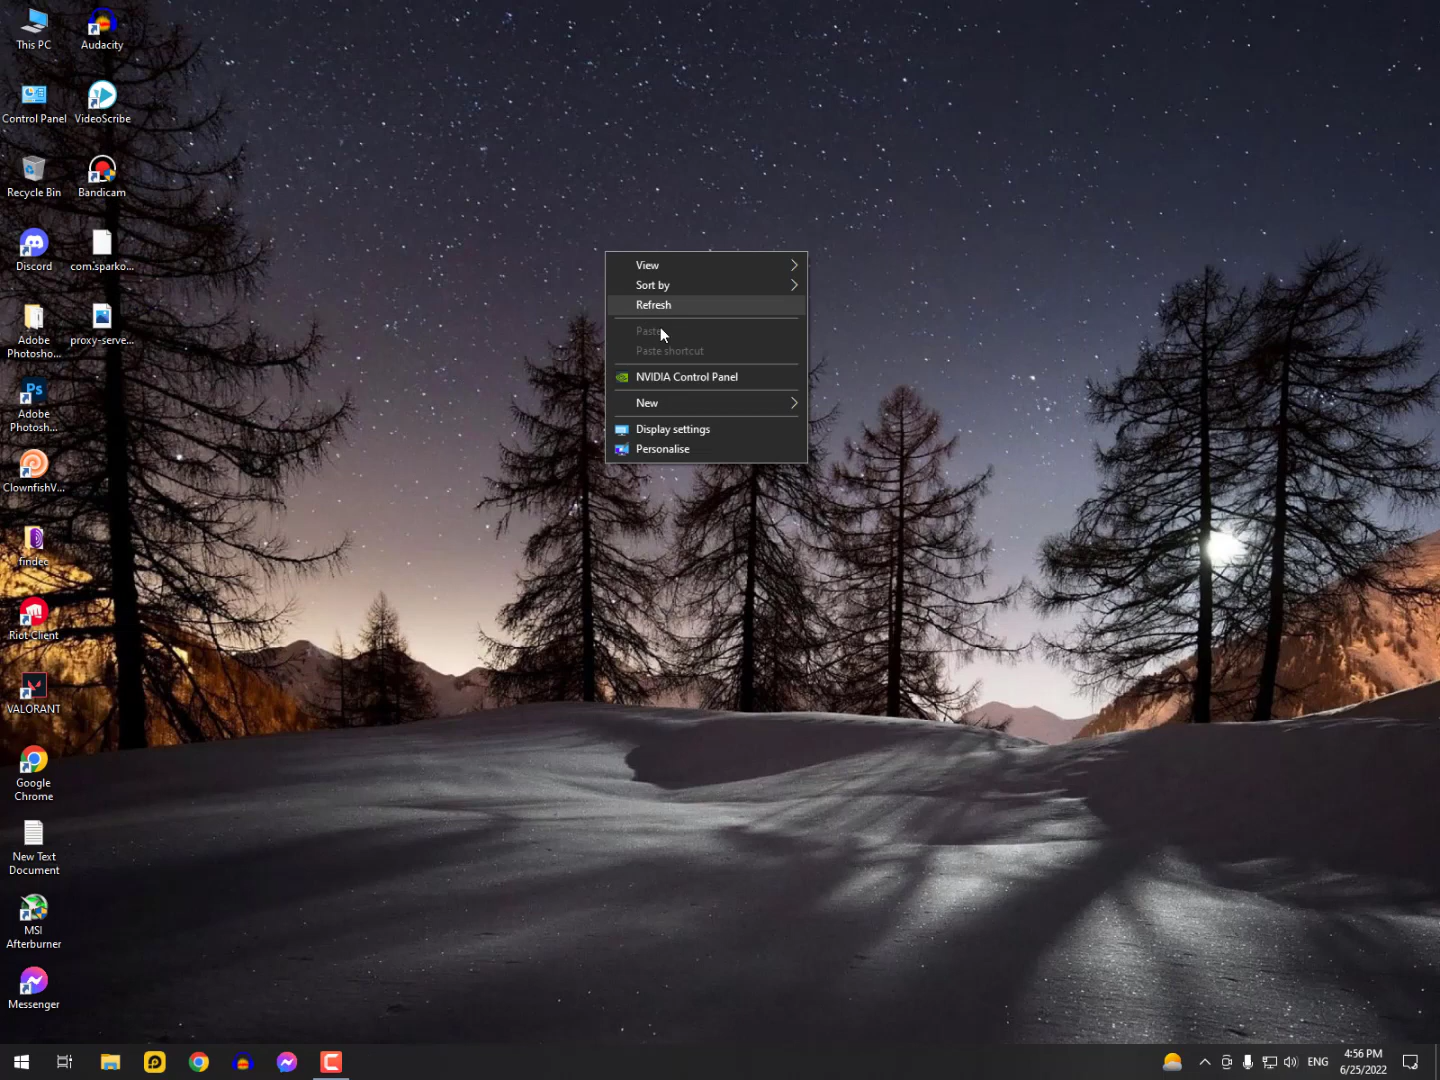 This PC
Audacity
Control Panel
VideoScribe
Recycle Bin
Bandicam
Discord
com.sparko...
Adobe
Photosho...
proxy-serve...
Ps
Adobe
Photosh...
ClownfishV...
findec
Riot Client
VALORANT
Google
Chrome
New Text
Document
MSI
Afterburner
Messenger
View
Sort by
Refresh
Paste
Paste shortcut
NVIDIA Control Panel
New
Display settings
Personalise
ENG
4:56 PM
6/25/2022